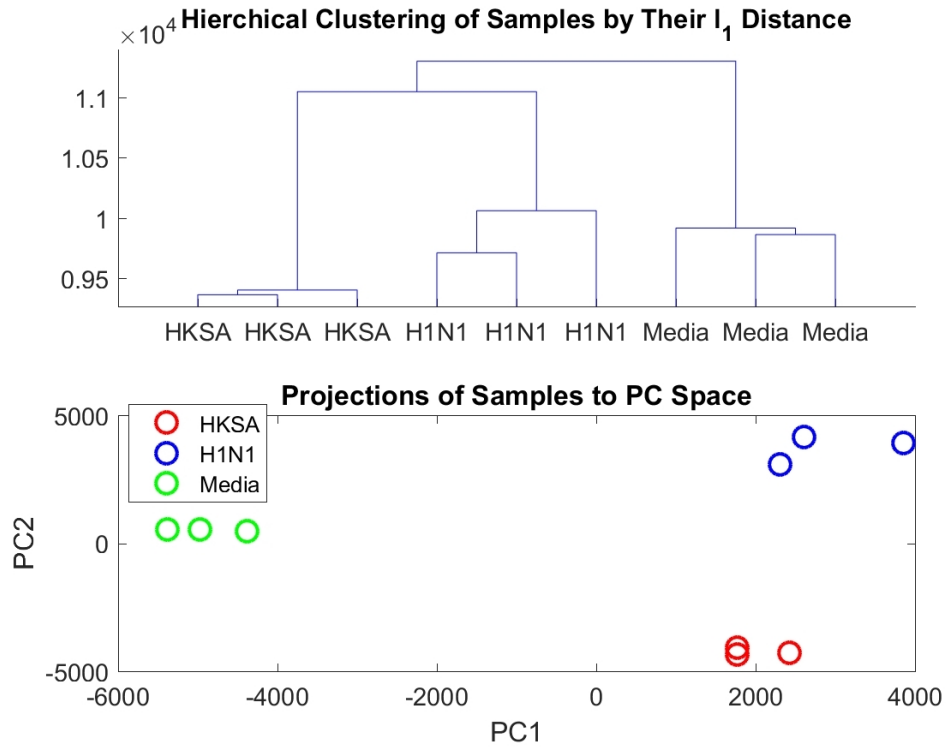 Hierchical Clustering of Samples by Their l1 Distance
×10^4
1.1
1.05
1
0.95
HKSA HKSA HKSA H1N1 H1N1 H1N1 Media Media Media
Projections of Samples to PC Space
HKSA
H1N1
Media
PC2
5000
0
-5000
-6000 -4000 -2000 0 2000 4000
PC1